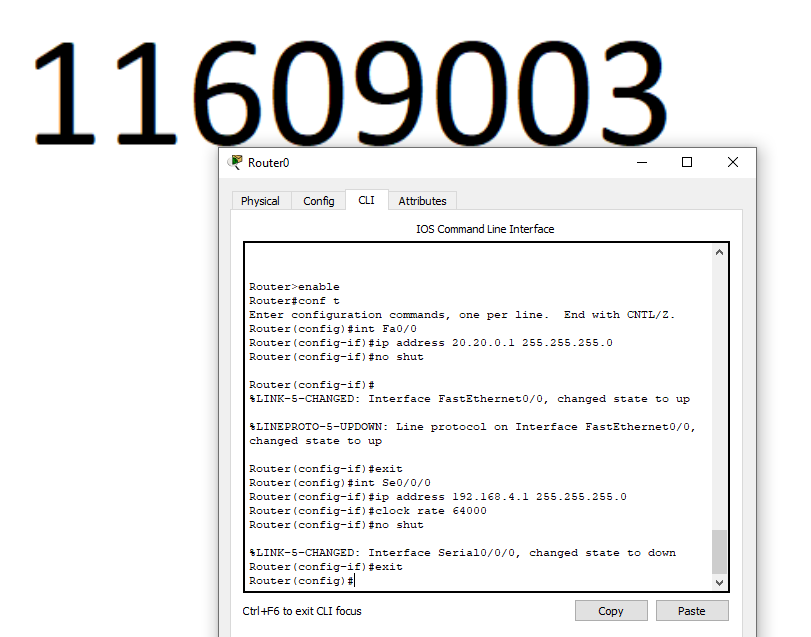 11609003
Router0
Physical Config CLI Attributes
IOS Command Line Interface
Router>enable
Router#conf t
Enter configuration commands, one per line.  End with CNTL/Z.
Router(config)#int Fa0/0
Router(config-if)#ip address 20.20.0.1 255.255.255.0
Router(config-if)#no shut
Router(config-if)#
%LINK-5-CHANGED: Interface FastEthernet0/0, changed state to up
%LINEPROTO-5-UPDOWN: Line protocol on Interface FastEthernet0/0,
changed state to up
Router(config-if)#exit
Router(config)#int Se0/0/0
Router(config-if)#ip address 192.168.4.1 255.255.255.0
Router(config-if)#clock rate 64000
Router(config-if)#no shut
%LINK-5-CHANGED: Interface Serial0/0/0, changed state to down
Router(config-if)#exit
Router(config)#
Ctrl+F6 to exit CLI focus
Copy Paste